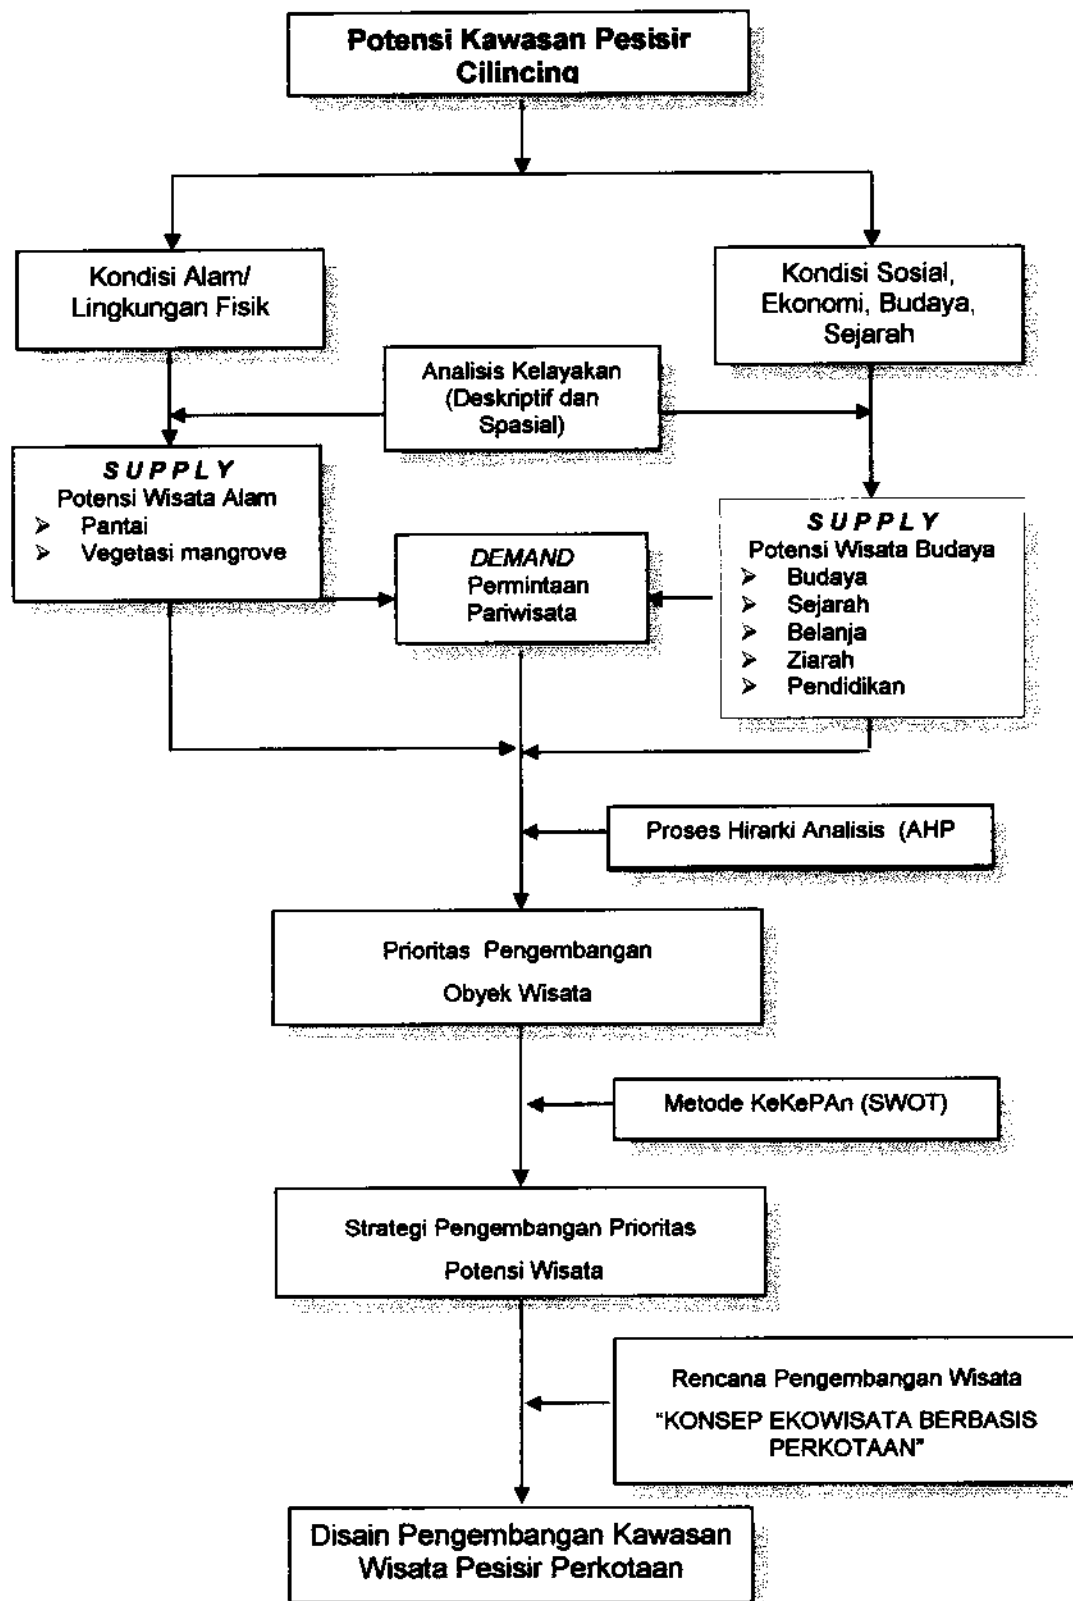 Potensi Kawasan Pesisir
Cilincing
Kondisi Alam/
Lingkungan Fisik
Kondisi Sosial,
Ekonomi, Budaya,
Sejarah
Analisis Kelayakan
(Deskriptif dan
Spasial)
SUPPLY
Potensi Wisata Alam
➢ Pantai
➢ Vegetasi mangrove
DEMAND
Permintaan
Pariwisata
SUPPLY
Potensi Wisata Budaya
➢ Budaya
➢ Sejarah
➢ Belanja
➢ Ziarah
➢ Pendidikan
Proses Hirarki Analisis (AHP
Prioritas Pengembangan
Obyek Wisata
Metode KeKePAn (SWOT)
Strategi Pengembangan Prioritas
Potensi Wisata
Rencana Pengembangan Wisata
"KONSEP EKOWISATA BERBASIS
PERKOTAAN"
Disain Pengembangan Kawasan
Wisata Pesisir Perkotaan